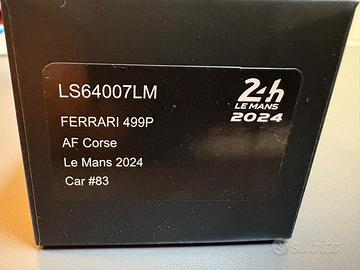 LS64007LM
FERRARI 499P
AF Corse
Le Mans 2024
Car #83
24h
LE MANS
2024
subito